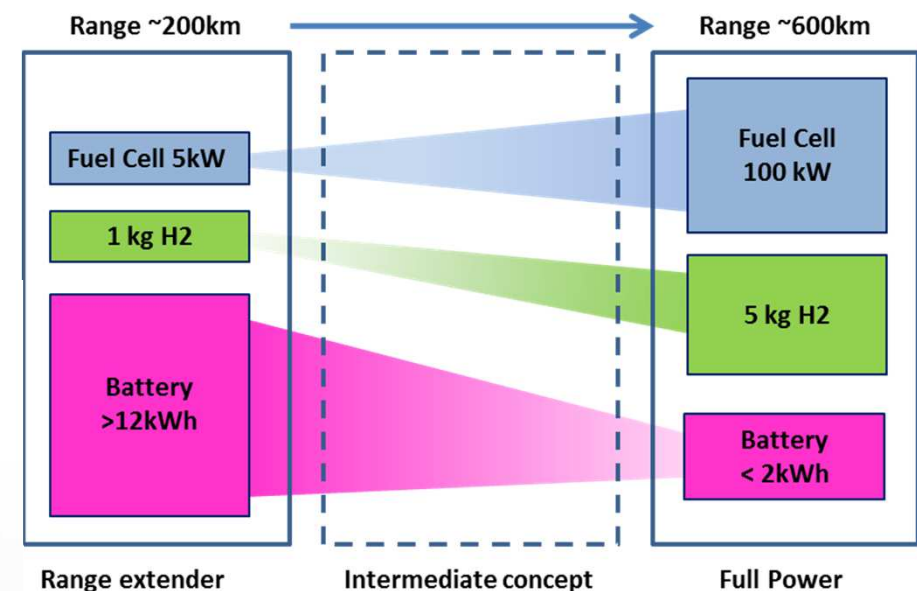 Range ~200km
Range ~600km
Fuel Cell 5kW
1 kg H2
Battery
>12kWh
Fuel Cell
100 kW
5 kg H2
Battery
< 2kWh
Range extender
Intermediate concept
Full Power